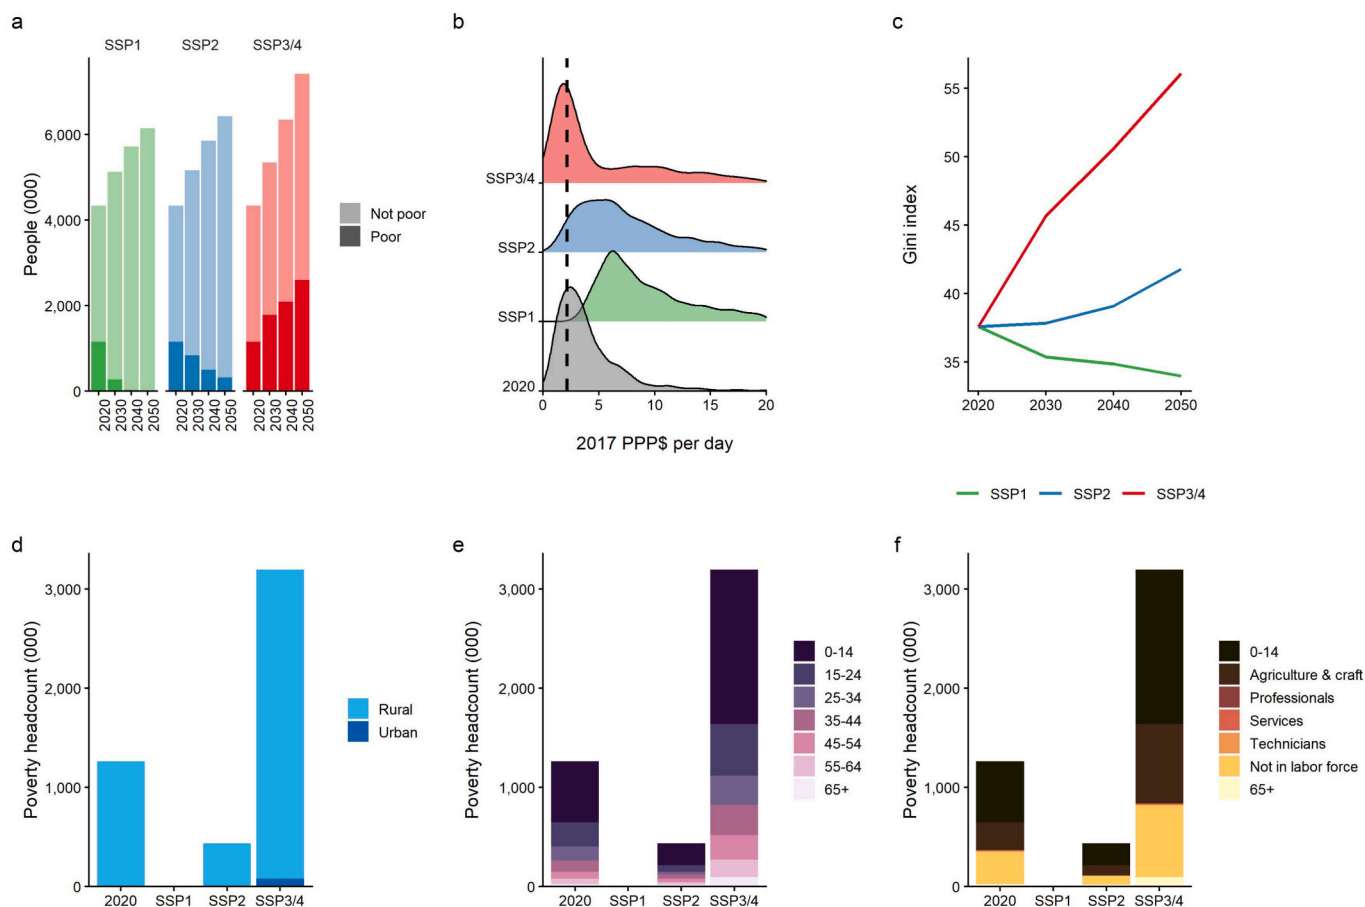 a
SSP1 SSP2 SSP3/4
People (000)
6,000
4,000
2,000
0
2020 2030 2040 2050 2020 2030 2040 2050 2020 2030 2040 2050
Not poor
Poor
b
SSP3/4
SSP2
SSP1
2020
0 5 10 15 20
2017 PPP$ per day
c
Gini index
55
50
45
40
35
2020 2030 2040 2050
SSP1 SSP2 SSP3/4
d
Poverty headcount (000)
3,000
2,000
1,000
0
2020 SSP1 SSP2 SSP3/4
Rural
Urban
e
Poverty headcount (000)
3,000
2,000
1,000
0
2020 SSP1 SSP2 SSP3/4
0-14
15-24
25-34
35-44
45-54
55-64
65+
f
Poverty headcount (000)
3,000
2,000
1,000
0
2020 SSP1 SSP2 SSP3/4
0-14
Agriculture & craft
Professionals
Services
Technicians
Not in labor force
65+